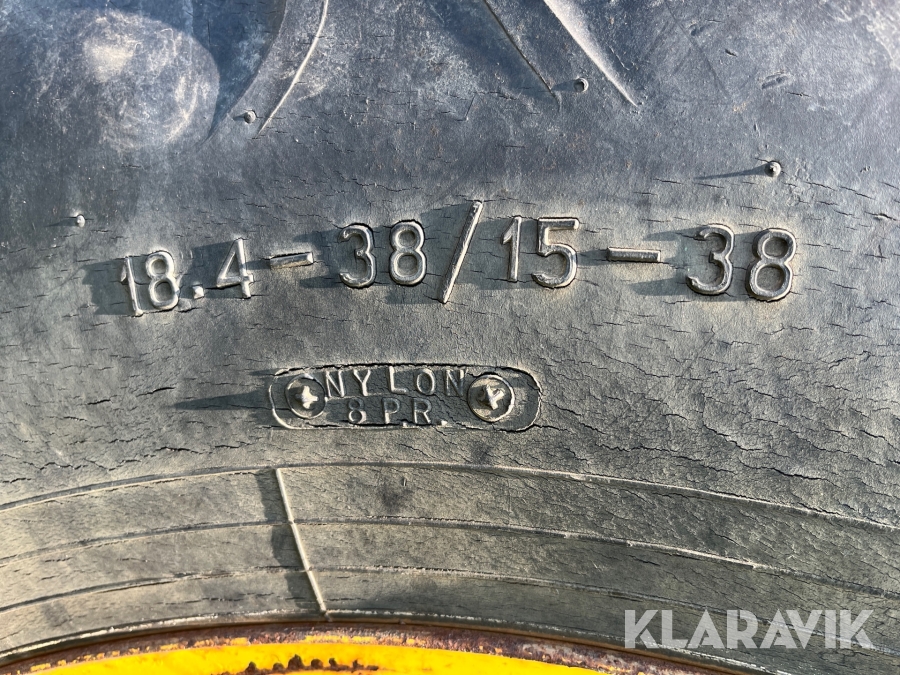 18.4-38/15-38
NYLON
8 P.R.
KLARAVIK